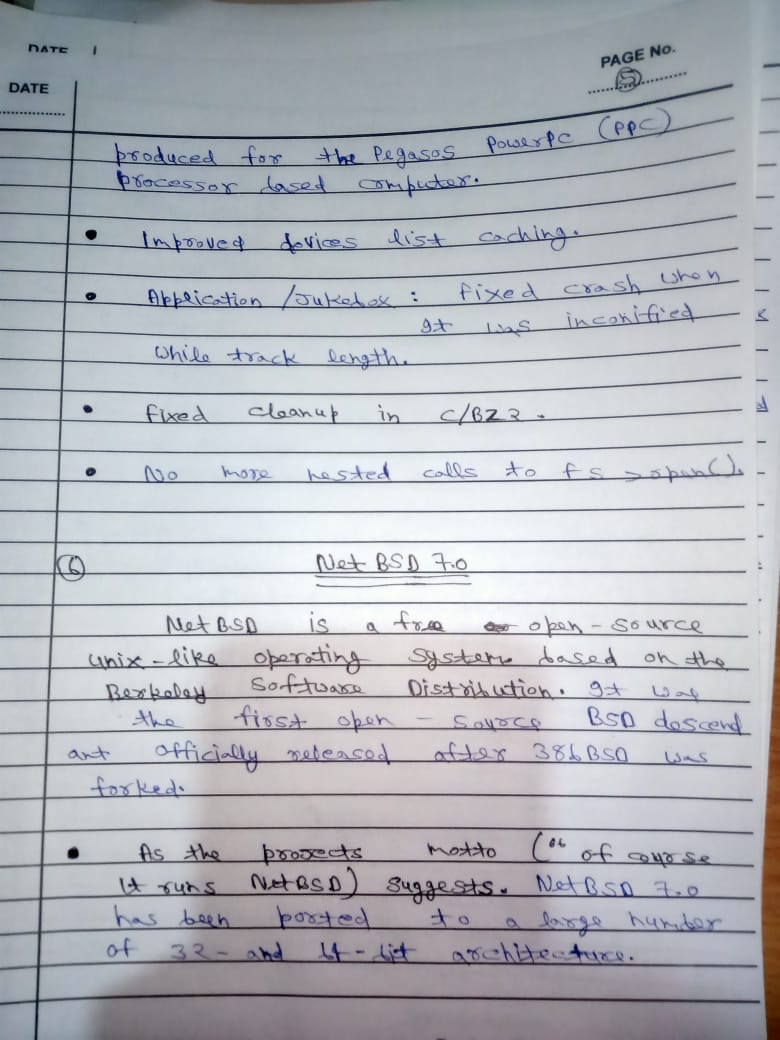 DATE
PAGE No.
5
DATE
produced for the Pegasos PowerPc (PPC)
processor based computer.
• Improved devices list caching.
• Application /Jukebox : fixed crash when
It was inconified
while track length.
• fixed cleanup in C/BZ2.
• No more nested calls to fs >open().
6 Net BSD 7.0
Net BSD is a free open-source
unix-like operating system based on the
Berkeley Software Distribution. It was
the first open-source BSD descend
ant officially released after 386BSD was
forked.
• As the projects motto (" of course
It runs NetBSD) suggests. NetBSD 7.0
has been ported to a large number
of 32- and 64-bit architecture.